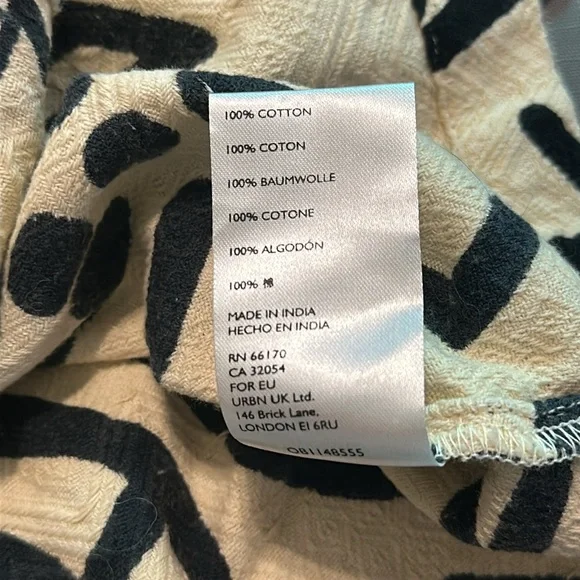 100% COTTON
100% COTON
100% BAUMWOLLE
100% COTONE
100% ALGODÓN
100% 棉
MADE IN INDIA
HECHO EN INDIA
RN 66170
CA 32054
FOR EU
URBN UK Ltd.
146 Brick Lane,
LONDON E1 6RU
OB1148555